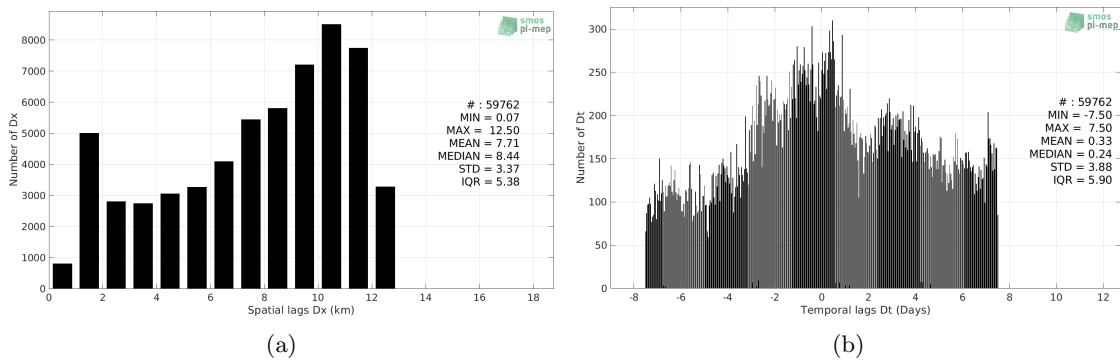 8000
7000
6000
5000
4000
3000
2000
1000
0
Number of Dx
0 2 4 6 8 10 12 14 16 18
Spatial lags Dx (km)
smos
pi-mep
# : 59762
MIN = 0.07
MAX = 12.50
MEAN = 7.71
MEDIAN = 8.44
STD = 3.37
IQR = 5.38
(a)
300
250
200
150
100
50
0
Number of Dt
-8 -6 -4 -2 0 2 4 6 8 10 12
Temporal lags Dt (Days)
smos
pi-mep
# : 59762
MIN = -7.50
MAX = 7.50
MEAN = 0.33
MEDIAN = 0.24
STD = 3.88
IQR = 5.90
(b)